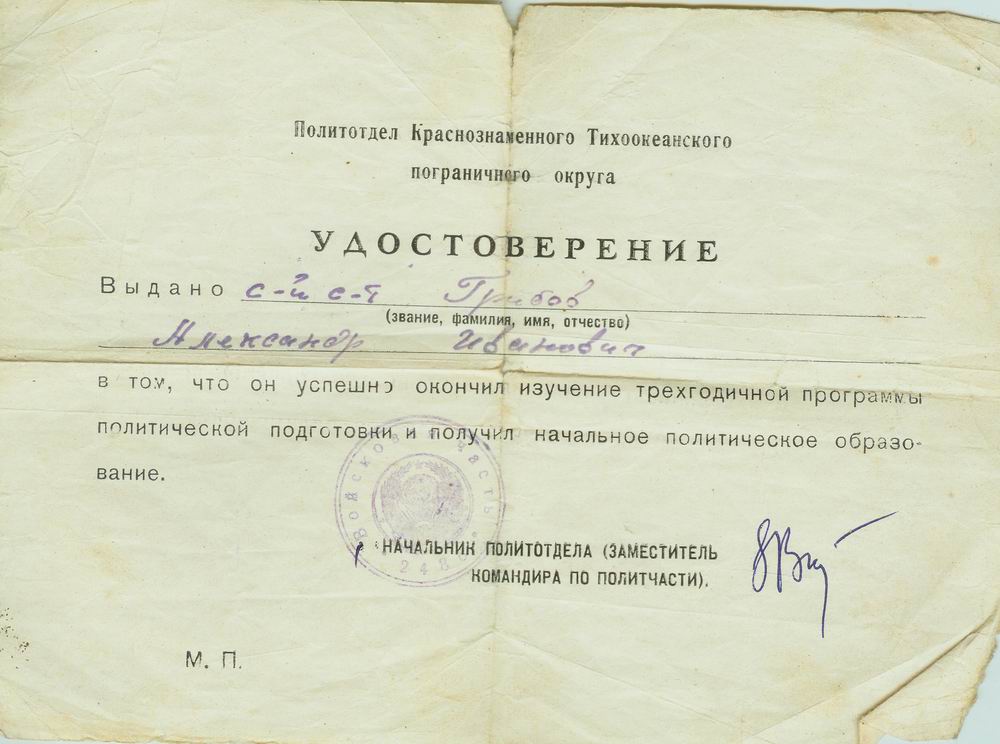 Политотдел Краснознаменного Тихоокеанского
пограничного округа
УДОСТОВЕРЕНИЕ
Выдано с-й с-т Грибов
(звание, фамилия, имя, отчество)
Александр Иванович
в том, что он успешно окончил изучение трехгодичной программы
политической подготовки и получил начальное политическое образо-
вание.
Войсковая часть
НАЧАЛЬНИК ПОЛИТОТДЕЛА (ЗАМЕСТИТЕЛЬ
КОМАНДИРА ПО ПОЛИТЧАСТИ).
М. П.